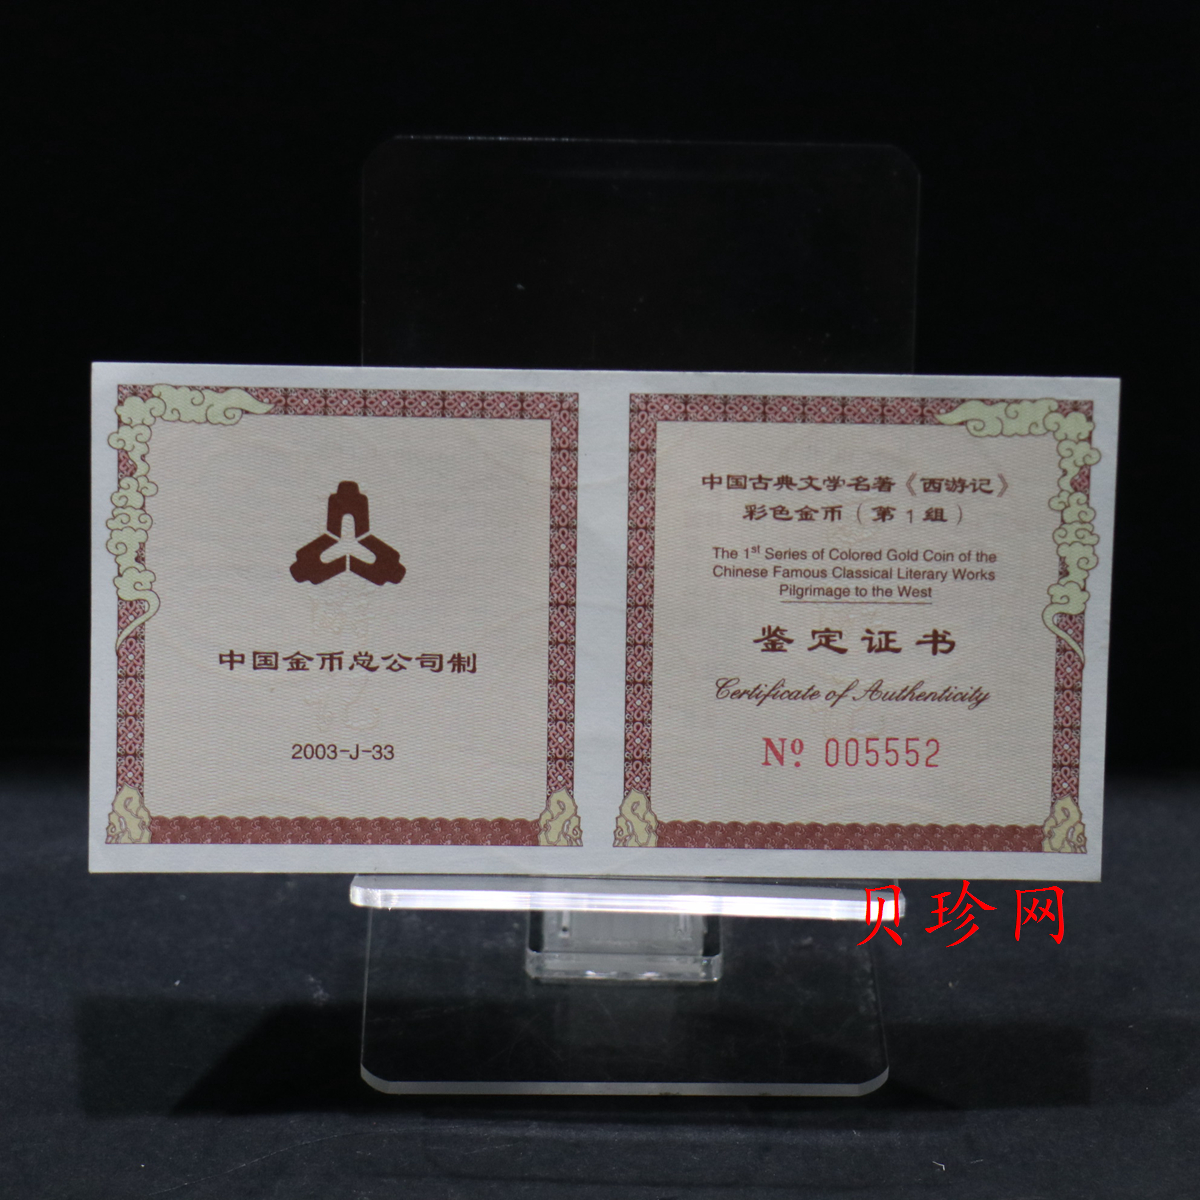 中国金币总公司制
2003-J-33
中国古典文学名著《西游记》
彩色金币（第1组）
The 1st Series of Colored Gold Coin of the
Chinese Famous Classical Literary Works
Pilgrimage to the West
鉴定证书
Certificate of Authenticity
Nº 005552
贝珍网